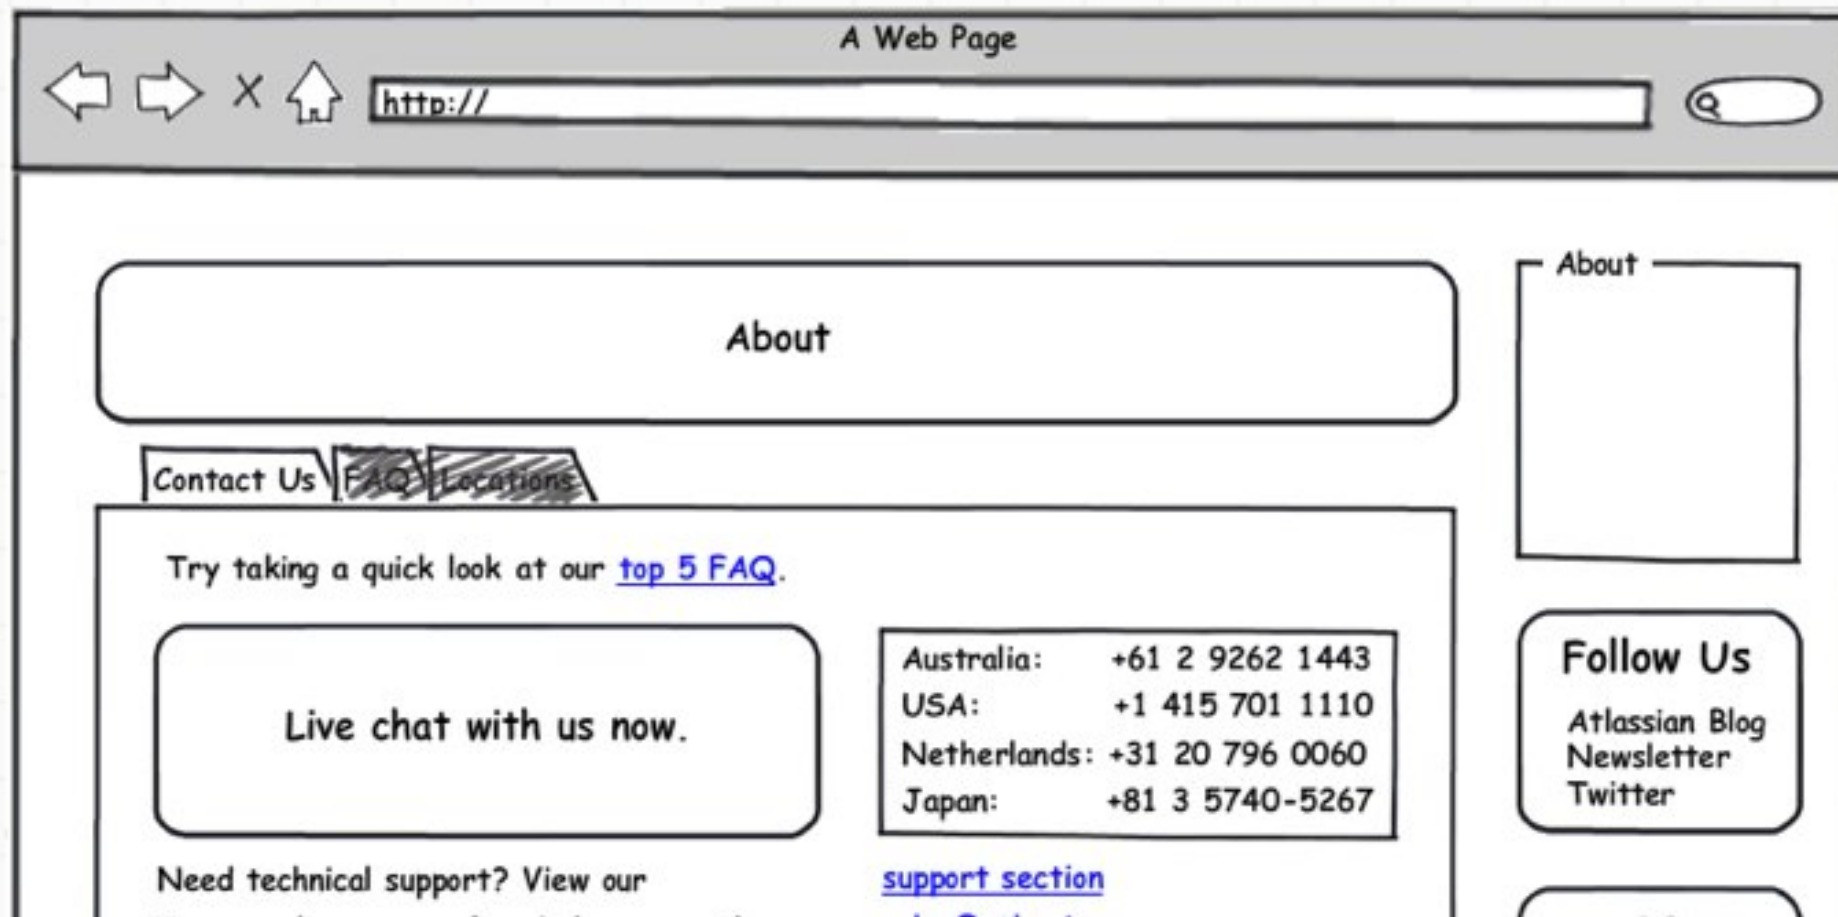 A Web Page
http://
About
About
Contact Us FAQ Locations
Try taking a quick look at our top 5 FAQ.
Live chat with us now.
Australia: +61 2 9262 1443
USA: +1 415 701 1110
Netherlands: +31 20 796 0060
Japan: +81 3 5740-5267
Follow Us
Atlassian Blog
Newsletter
Twitter
Need technical support? View our support section